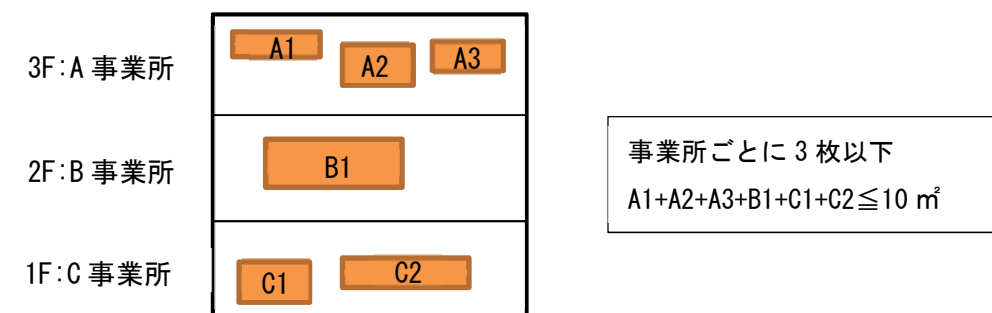 3F:A 事業所
A1
A2
A3
2F:B 事業所
B1
1F:C 事業所
C1
C2
事業所ごとに 3 枚以下
A1+A2+A3+B1+C1+C2≦10 ㎡